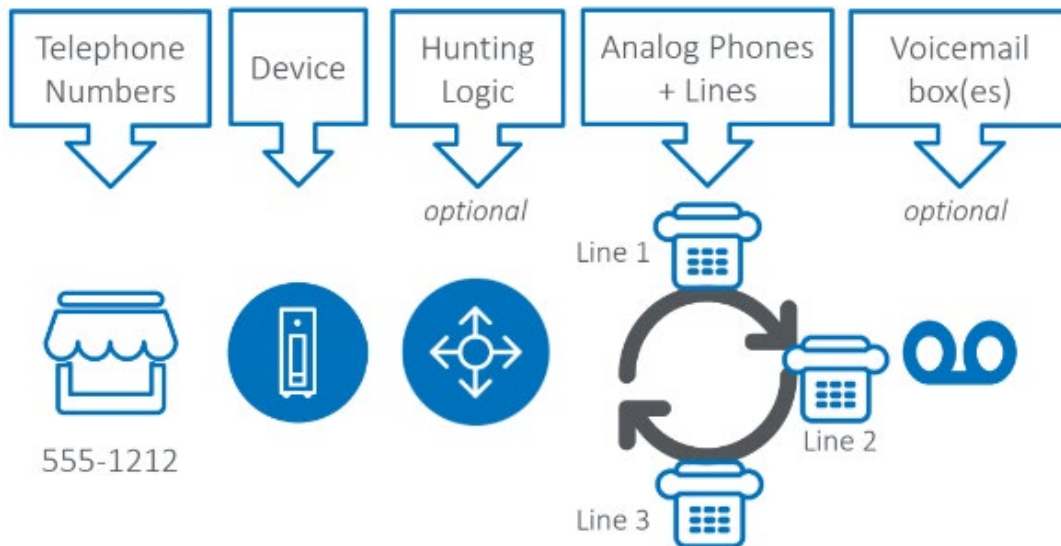 Telephone
Numbers
Device
Hunting
Logic
Analog Phones
+ Lines
Voicemail
box(es)
optional
optional
Line 1
Line 2
555-1212
Line 3